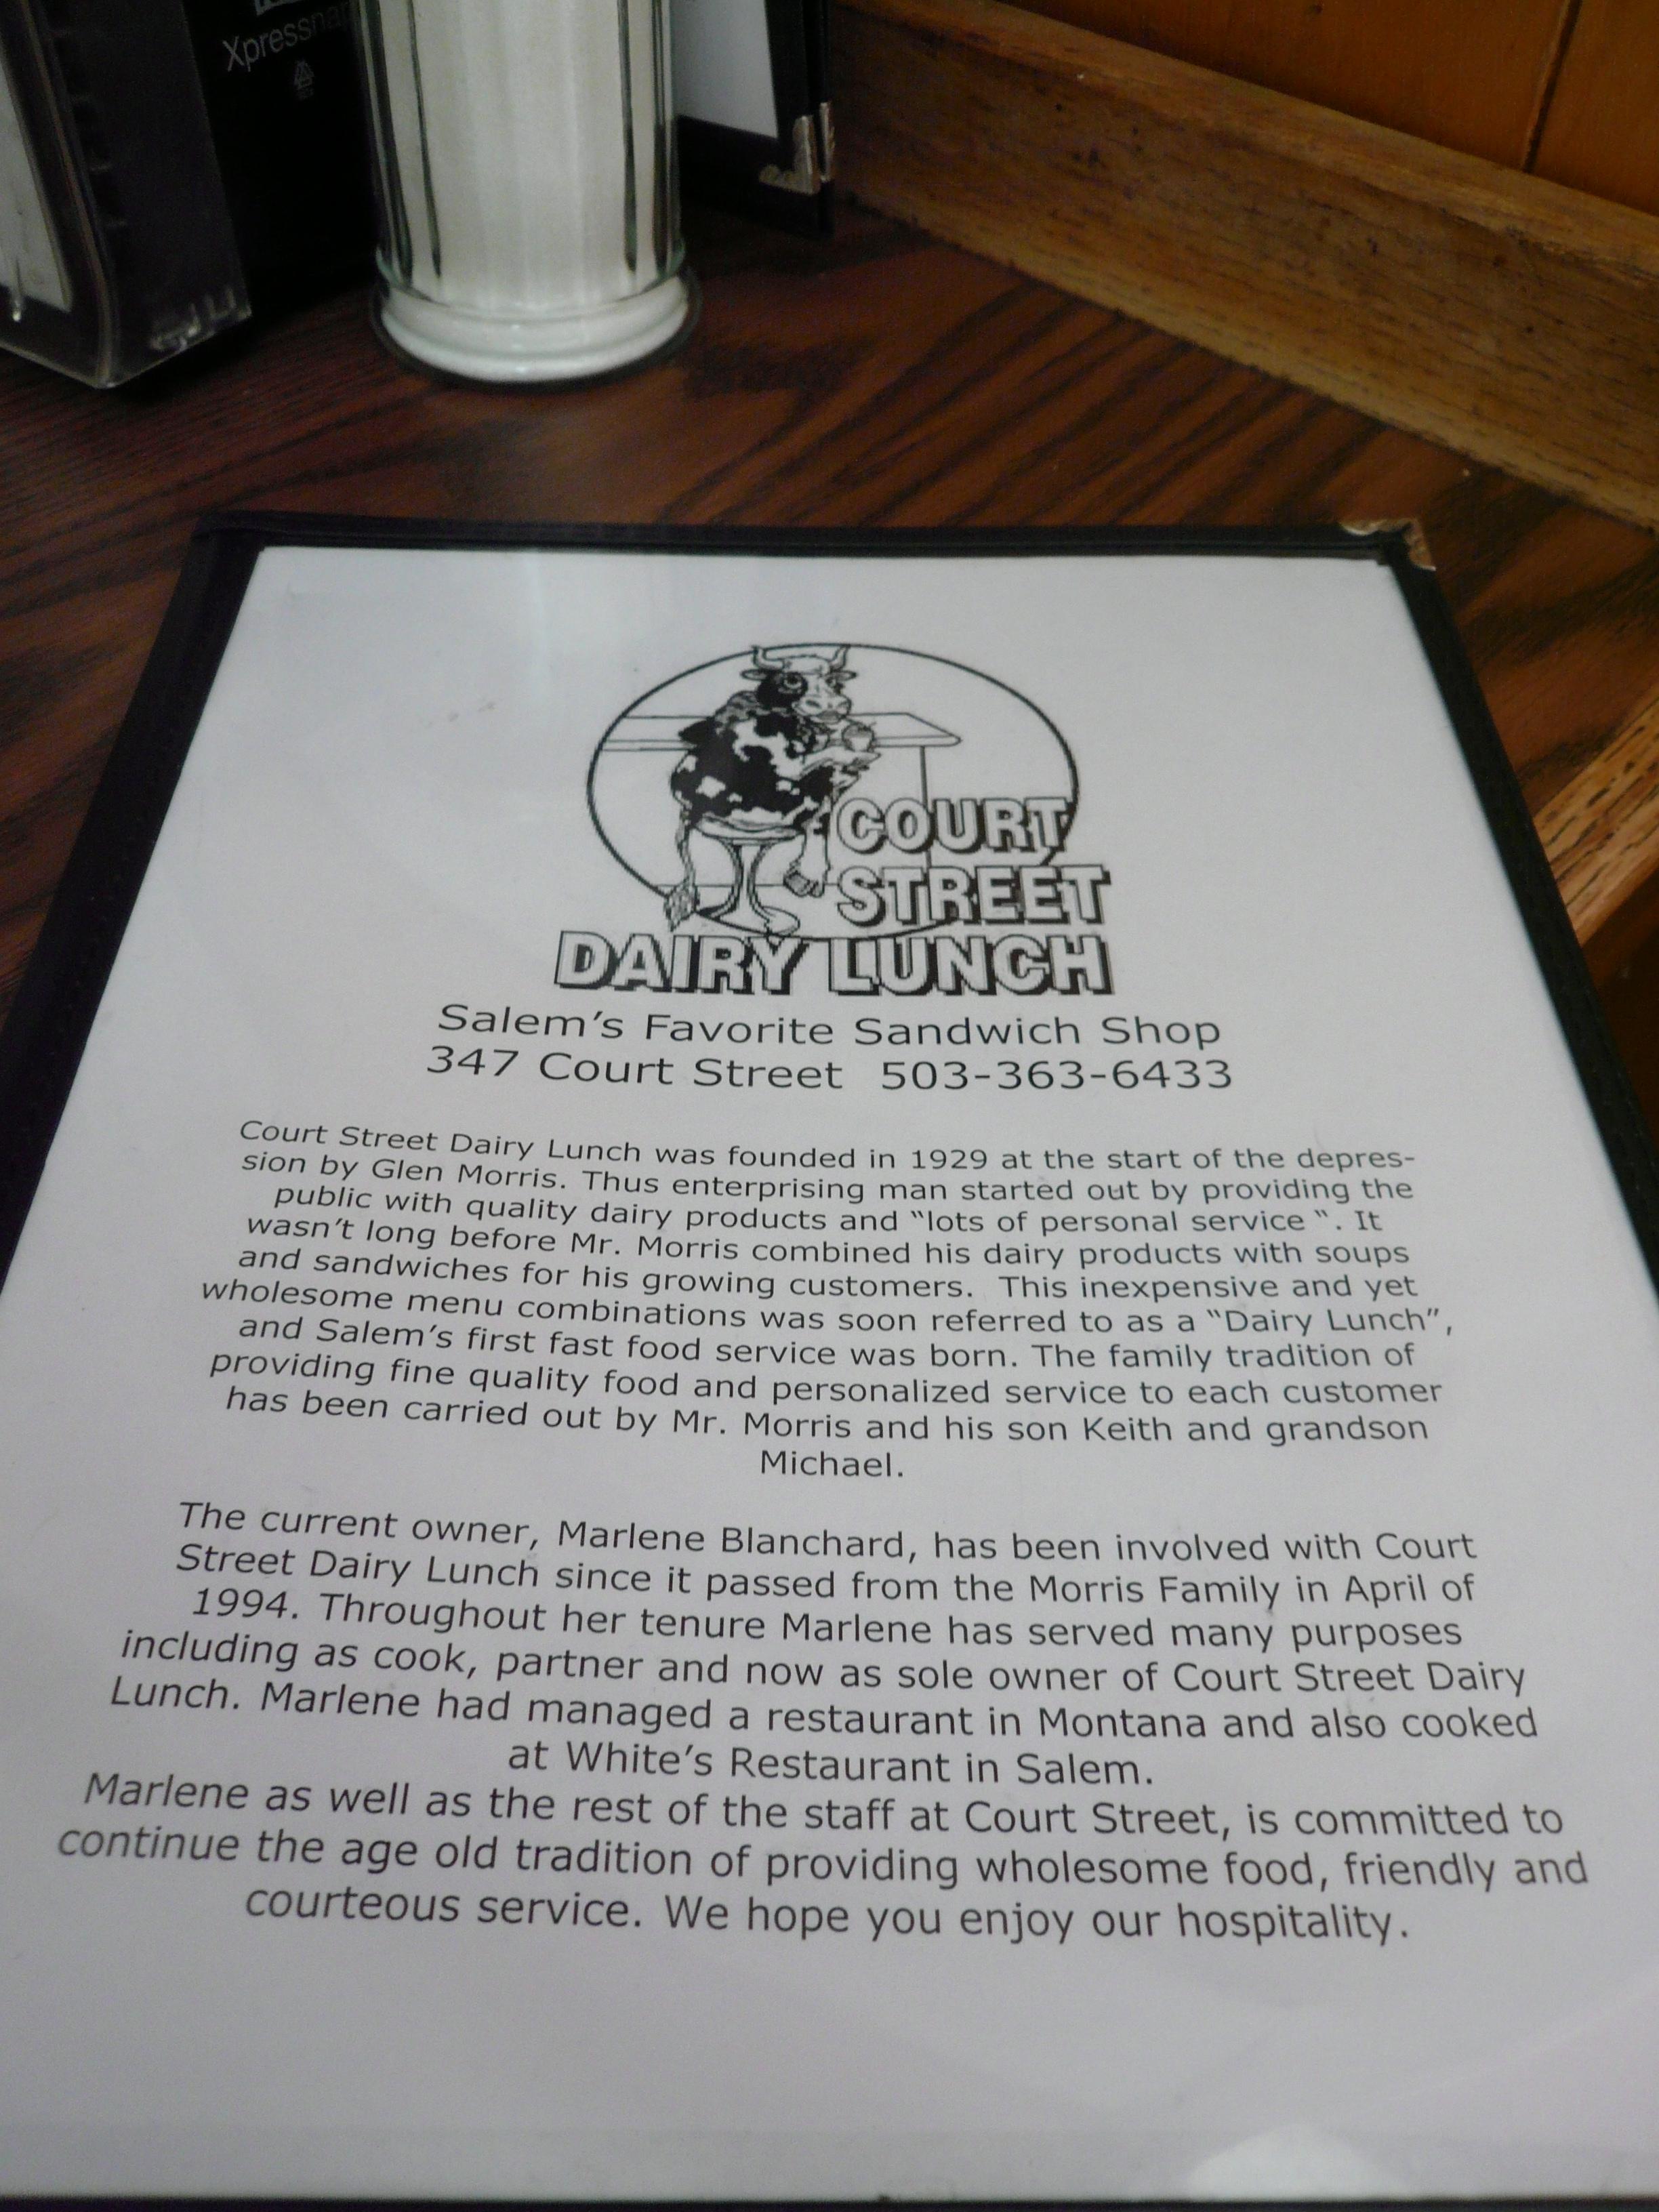 Xpressnap
COURT
STREET
DAIRY LUNCH
Salem's Favorite Sandwich Shop
347 Court Street 503-363-6433
Court Street Dairy Lunch was founded in 1929 at the start of the depres-
sion by Glen Morris. Thus enterprising man started out by providing the
public with quality dairy products and “lots of personal service “. It
wasn't long before Mr. Morris combined his dairy products with soups
and sandwiches for his growing customers. This inexpensive and yet
wholesome menu combinations was soon referred to as a “Dairy Lunch”,
and Salem's first fast food service was born. The family tradition of
providing fine quality food and personalized service to each customer
has been carried out by Mr. Morris and his son Keith and grandson
Michael.
The current owner, Marlene Blanchard, has been involved with Court
Street Dairy Lunch since it passed from the Morris Family in April of
1994. Throughout her tenure Marlene has served many purposes
including as cook, partner and now as sole owner of Court Street Dairy
Lunch. Marlene had managed a restaurant in Montana and also cooked
at White's Restaurant in Salem.
Marlene as well as the rest of the staff at Court Street, is committed to
continue the age old tradition of providing wholesome food, friendly and
courteous service. We hope you enjoy our hospitality.